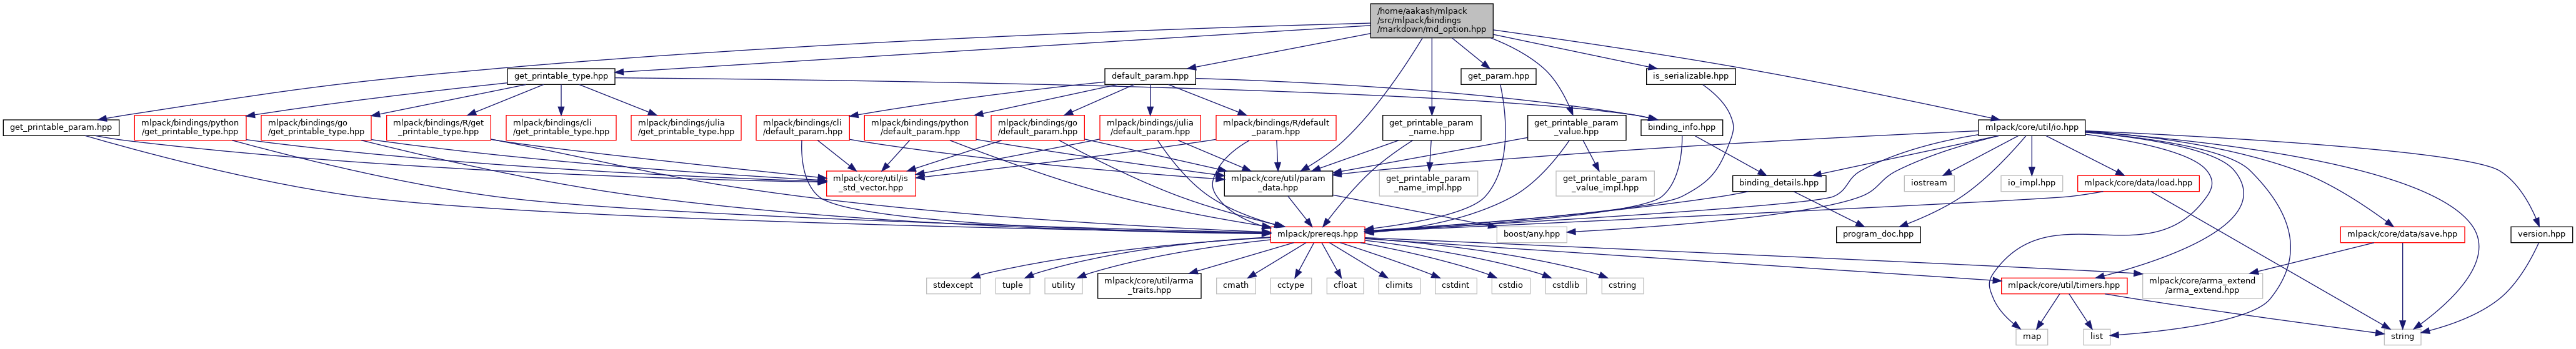 /home/aakash/mlpack
/src/mlpack/bindings
/markdown/md_option.hpp
get_printable_type.hpp
default_param.hpp
get_param.hpp
is_serializable.hpp
get_printable_param.hpp
mlpack/bindings/python
/get_printable_type.hpp
mlpack/bindings/go
/get_printable_type.hpp
mlpack/bindings/R/get
_printable_type.hpp
mlpack/bindings/cli
/get_printable_type.hpp
mlpack/bindings/julia
/get_printable_type.hpp
mlpack/bindings/cli
/default_param.hpp
mlpack/bindings/python
/default_param.hpp
mlpack/bindings/go
/default_param.hpp
mlpack/bindings/julia
/default_param.hpp
mlpack/bindings/R/default
_param.hpp
get_printable_param
_name.hpp
get_printable_param
_value.hpp
binding_info.hpp
mlpack/core/util/io.hpp
mlpack/core/util/is
_std_vector.hpp
mlpack/core/util/param
_data.hpp
get_printable_param
_name_impl.hpp
get_printable_param
_value_impl.hpp
binding_details.hpp
iostream
io_impl.hpp
mlpack/core/data/load.hpp
mlpack/prereqs.hpp
boost/any.hpp
program_doc.hpp
mlpack/core/data/save.hpp
version.hpp
stdexcept
tuple
utility
mlpack/core/util/arma
_traits.hpp
cmath
cctype
cfloat
climits
cstdint
cstdio
cstdlib
cstring
mlpack/core/util/timers.hpp
mlpack/core/arma_extend
/arma_extend.hpp
map
list
string